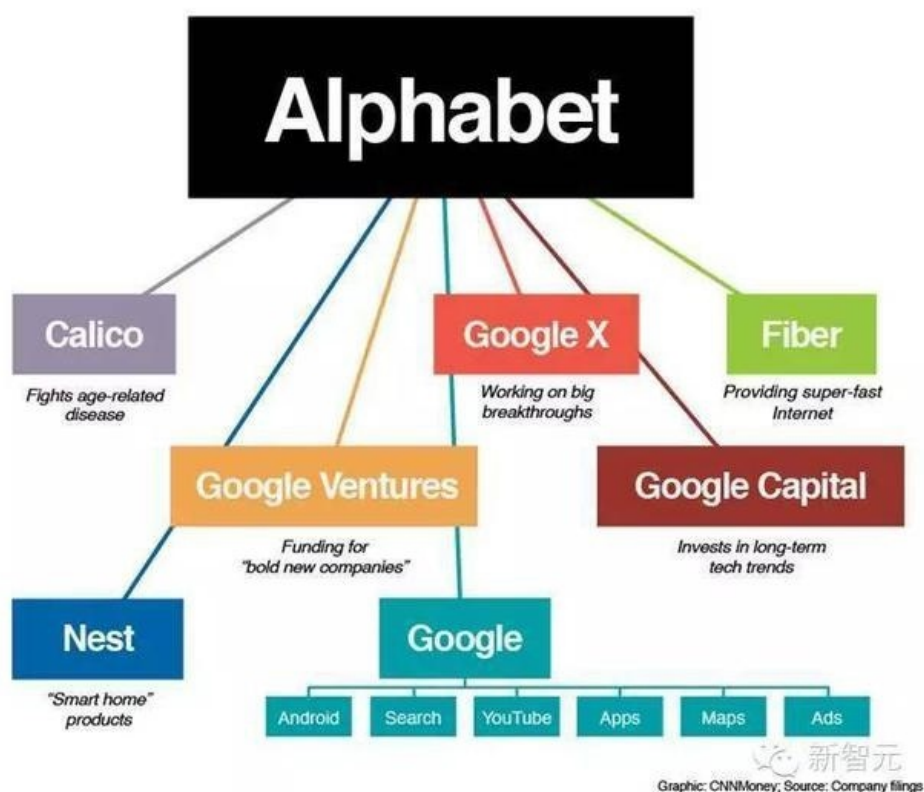 Alphabet
Calico
Fights age-related
disease
Google X
Working on big
breakthroughs
Fiber
Providing super-fast
Internet
Google Ventures
Funding for
"bold new companies"
Google Capital
Invests in long-term
tech trends
Nest
"Smart home"
products
Google
Android
Search
YouTube
Apps
Maps
Ads
新智元
Graphic: CNNMoney; Source: Company filings